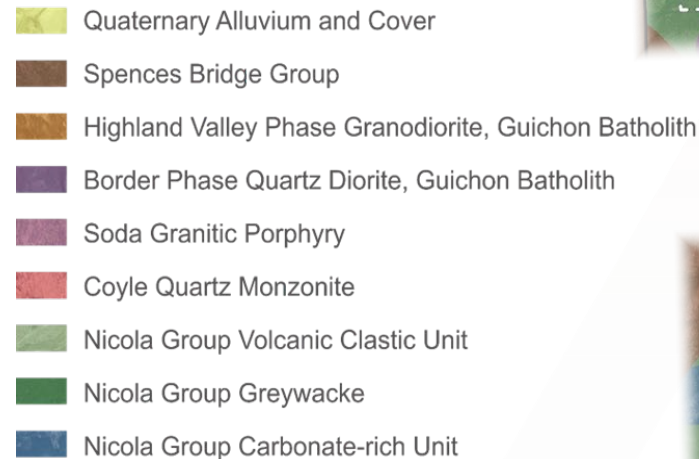 Quaternary Alluvium and Cover
Spences Bridge Group
Highland Valley Phase Granodiorite, Guichon Batholith
Border Phase Quartz Diorite, Guichon Batholith
Soda Granitic Porphyry
Coyle Quartz Monzonite
Nicola Group Volcanic Clastic Unit
Nicola Group Greywacke
Nicola Group Carbonate-rich Unit